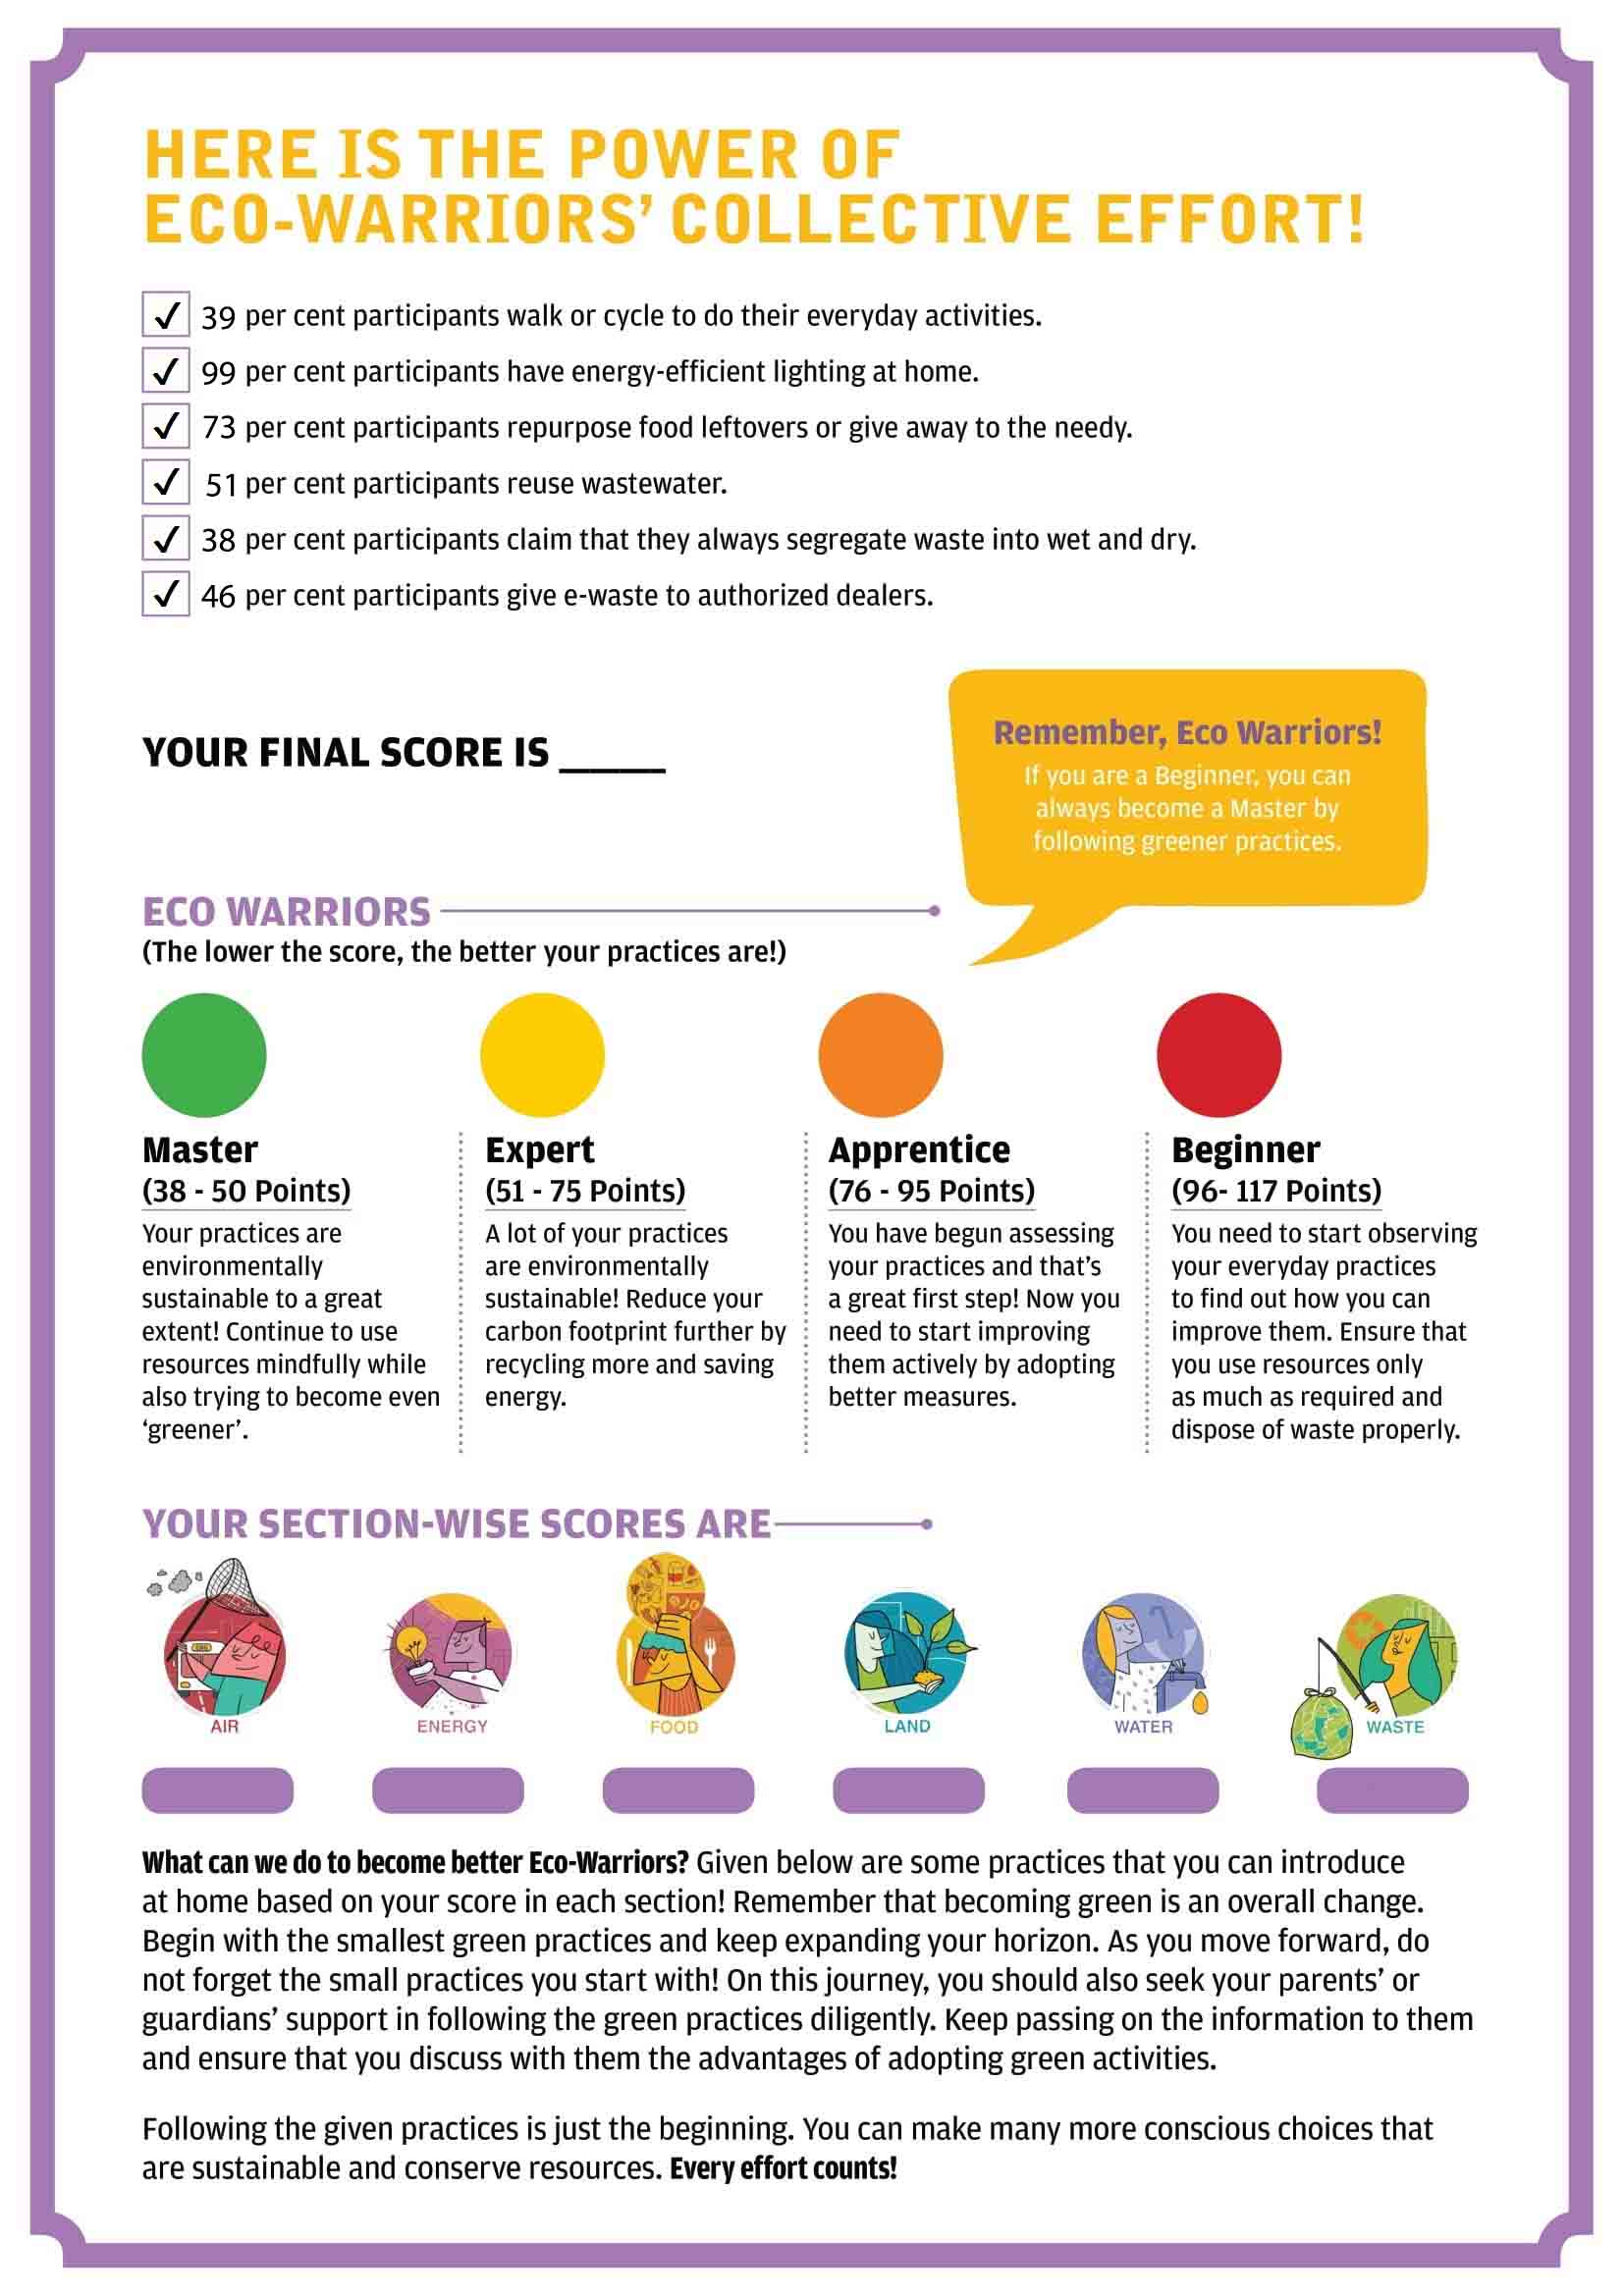 HERE IS THE POWER OF
ECO-WARRIORS’ COLLECTIVE EFFORT!
✓ 39 per cent participants walk or cycle to do their everyday activities.
✓ 99 per cent participants have energy-efficient lighting at home.
✓ 73 per cent participants repurpose food leftovers or give away to the needy.
✓ 51 per cent participants reuse wastewater.
✓ 38 per cent participants claim that they always segregate waste into wet and dry.
✓ 46 per cent participants give e-waste to authorized dealers.
YOUR FINAL SCORE IS ____
Remember, Eco Warriors!
If you are a Beginner, you can
always become a Master by
following greener practices.
ECO WARRIORS
(The lower the score, the better your practices are!)
Master
(38 - 50 Points)
Your practices are
environmentally
sustainable to a great
extent! Continue to use
resources mindfully while
also trying to become even
‘greener’.
Expert
(51 - 75 Points)
A lot of your practices
are environmentally
sustainable! Reduce your
carbon footprint further by
recycling more and saving
energy.
Apprentice
(76 - 95 Points)
You have begun assessing
your practices and that’s
a great first step! Now you
need to start improving
them actively by adopting
better measures.
Beginner
(96- 117 Points)
You need to start observing
your everyday practices
to find out how you can
improve them. Ensure that
you use resources only
as much as required and
dispose of waste properly.
YOUR SECTION-WISE SCORES ARE
AIR
ENERGY
FOOD
LAND
WATER
WASTE
What can we do to become better Eco-Warriors? Given below are some practices that you can introduce
at home based on your score in each section! Remember that becoming green is an overall change.
Begin with the smallest green practices and keep expanding your horizon. As you move forward, do
not forget the small practices you start with! On this journey, you should also seek your parents’ or
guardians’ support in following the green practices diligently. Keep passing on the information to them
and ensure that you discuss with them the advantages of adopting green activities.
Following the given practices is just the beginning. You can make many more conscious choices that
are sustainable and conserve resources. Every effort counts!